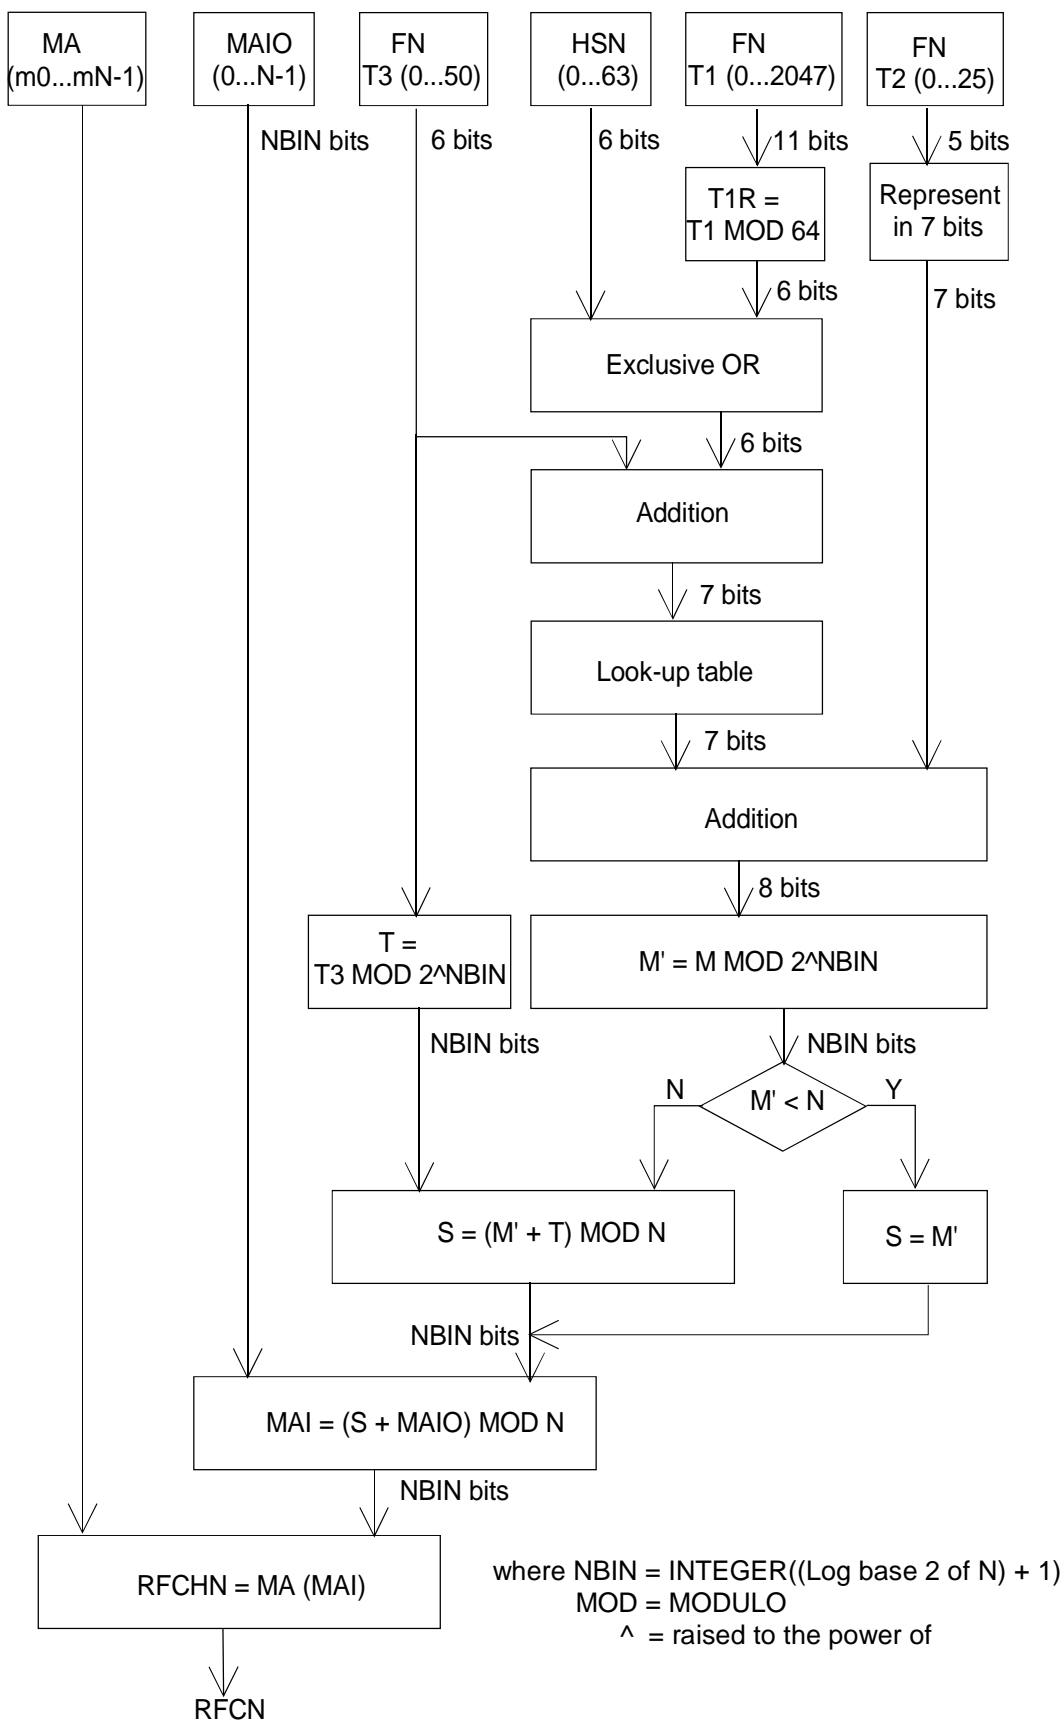 MA
(m0...mN-1)
MAIO
(0...N-1)
FN
T3 (0...50)
HSN
(0...63)
FN
T1 (0...2047)
FN
T2 (0...25)
NBIN bits
6 bits
6 bits
11 bits
5 bits
T1R =
T1 MOD 64
Represent
in 7 bits
6 bits
7 bits
Exclusive OR
6 bits
Addition
7 bits
Look-up table
7 bits
Addition
8 bits
T =
T3 MOD 2^NBIN
M' = M MOD 2^NBIN
NBIN bits
NBIN bits
N
M' < N
Y
S = (M' + T) MOD N
S = M'
NBIN bits
MAI = (S + MAIO) MOD N
NBIN bits
RFCHN = MA (MAI)
where NBIN = INTEGER((Log base 2 of N) + 1)
MOD = MODULO
^ = raised to the power of
RFCN